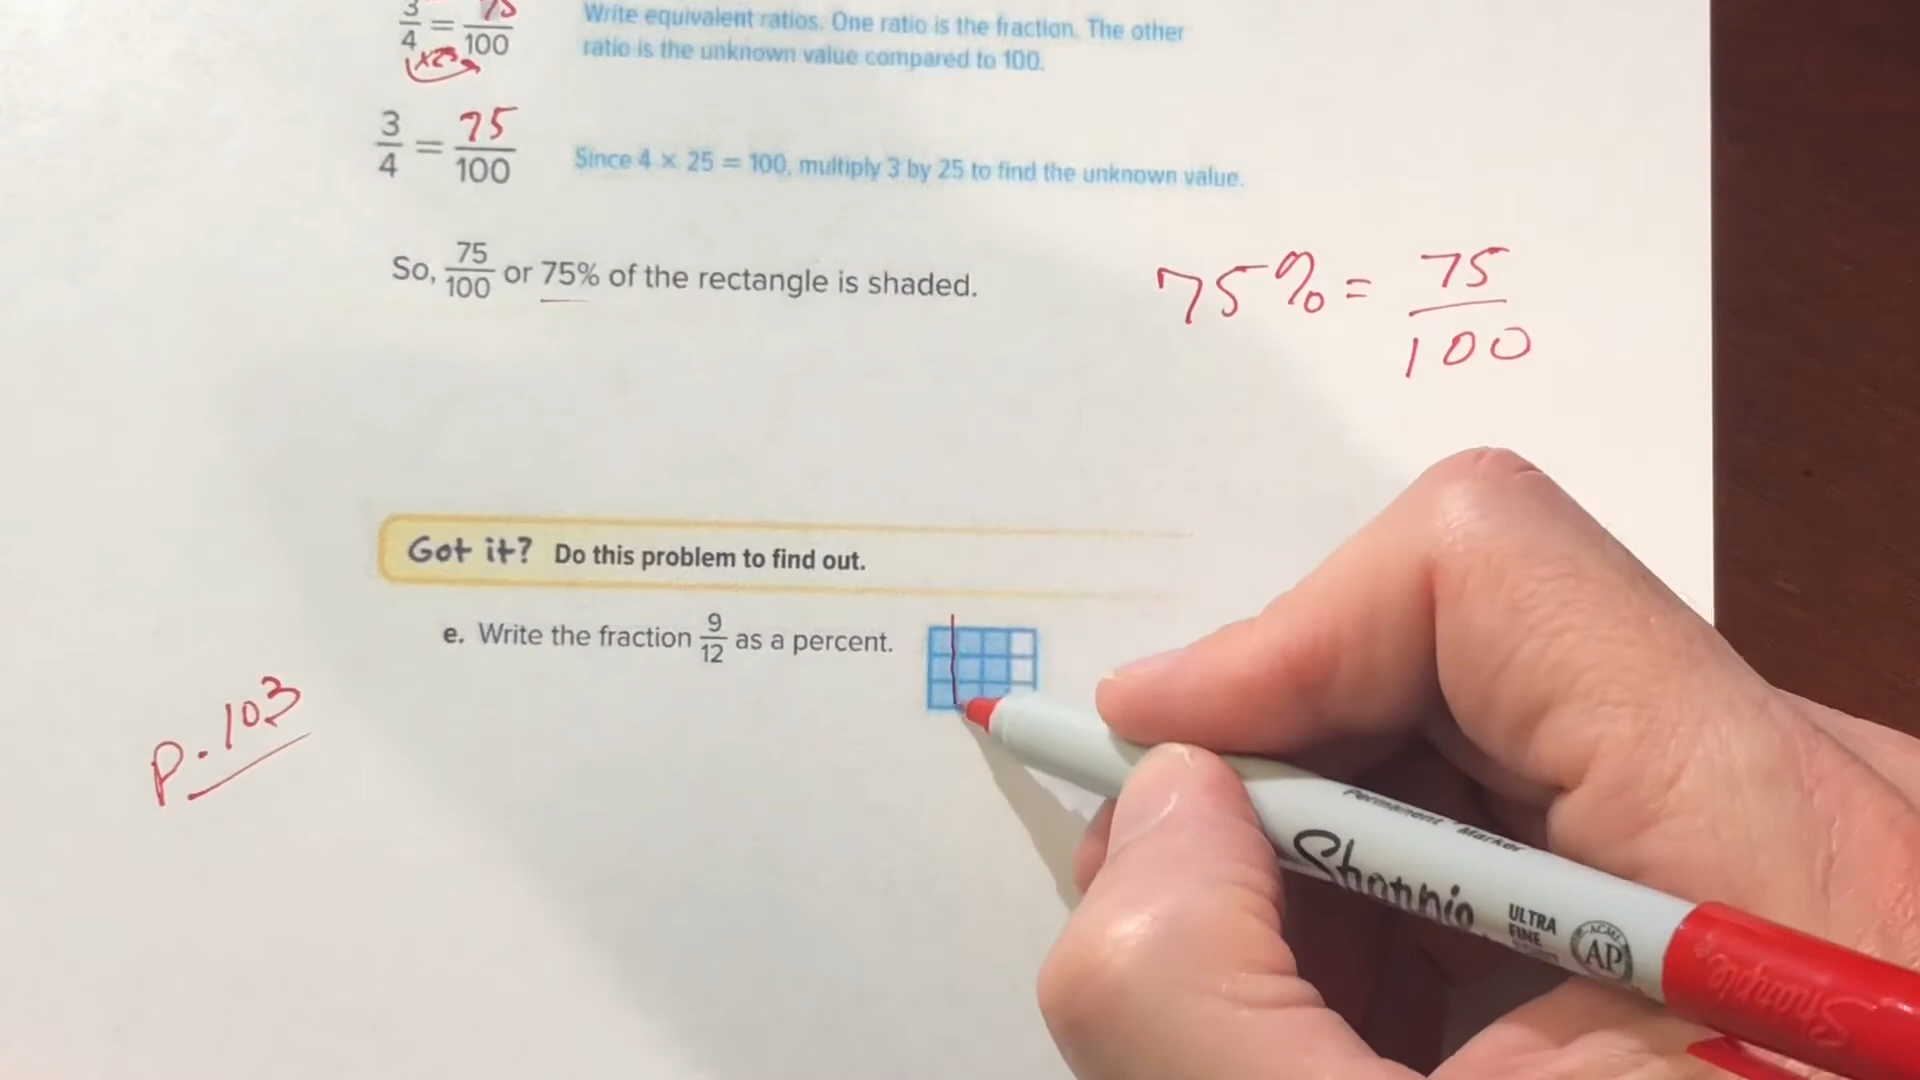 3/4 = 75/100
×25
Write equivalent ratios. One ratio is the fraction. The other
ratio is the unknown value compared to 100.
3/4 = 75/100
Since 4 × 25 = 100, multiply 3 by 25 to find the unknown value.
So, 75/100 or 75% of the rectangle is shaded.
75% = 75/100
Got it? Do this problem to find out.
e. Write the fraction 9/12 as a percent.
P. 103
Permanent Marker
Sharpie
ULTRA
FINE
ACMI
AP
Sharpie